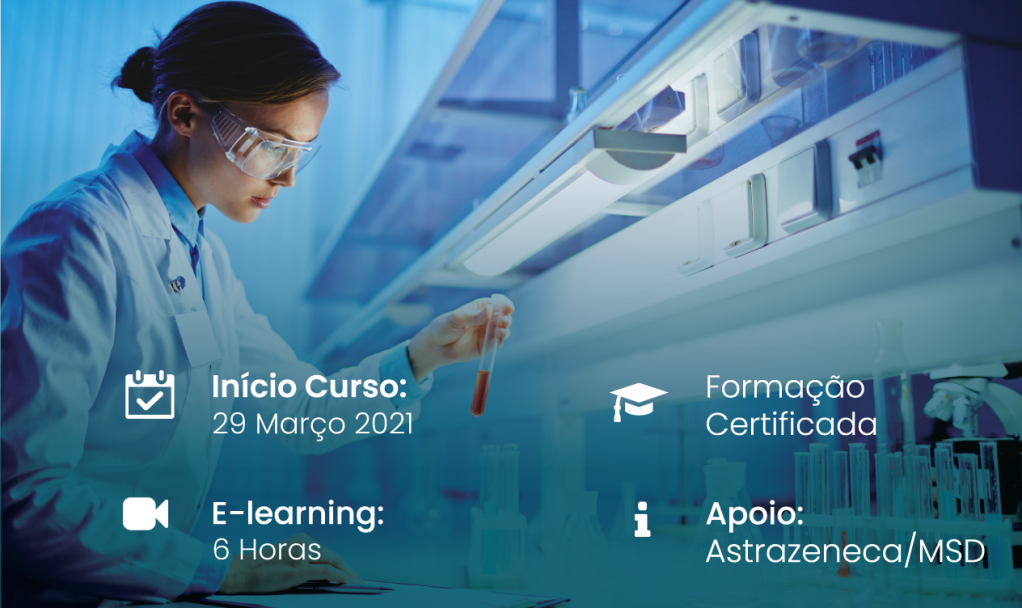 Início Curso:
29 Março 2021
Formação
Certificada
E-learning:
6 Horas
Apoio:
Astrazeneca/MSD